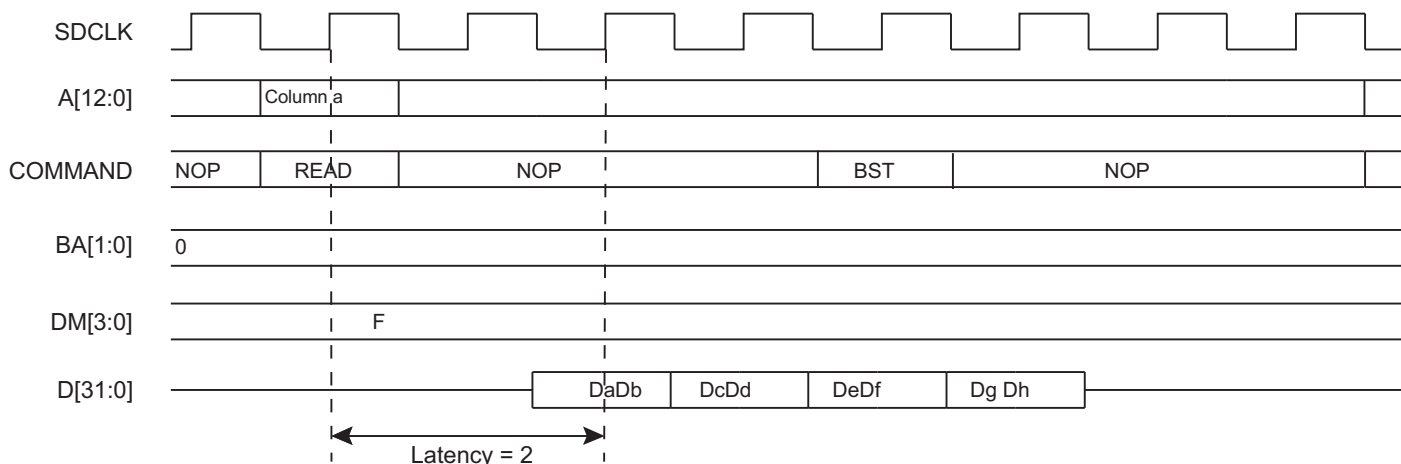 SDCLK
A[12:0] Column a
COMMAND NOP READ NOP BST NOP
BA[1:0] 0
DM[3:0] F
D[31:0] DaDb DcDd DeDf Dg Dh
Latency = 2